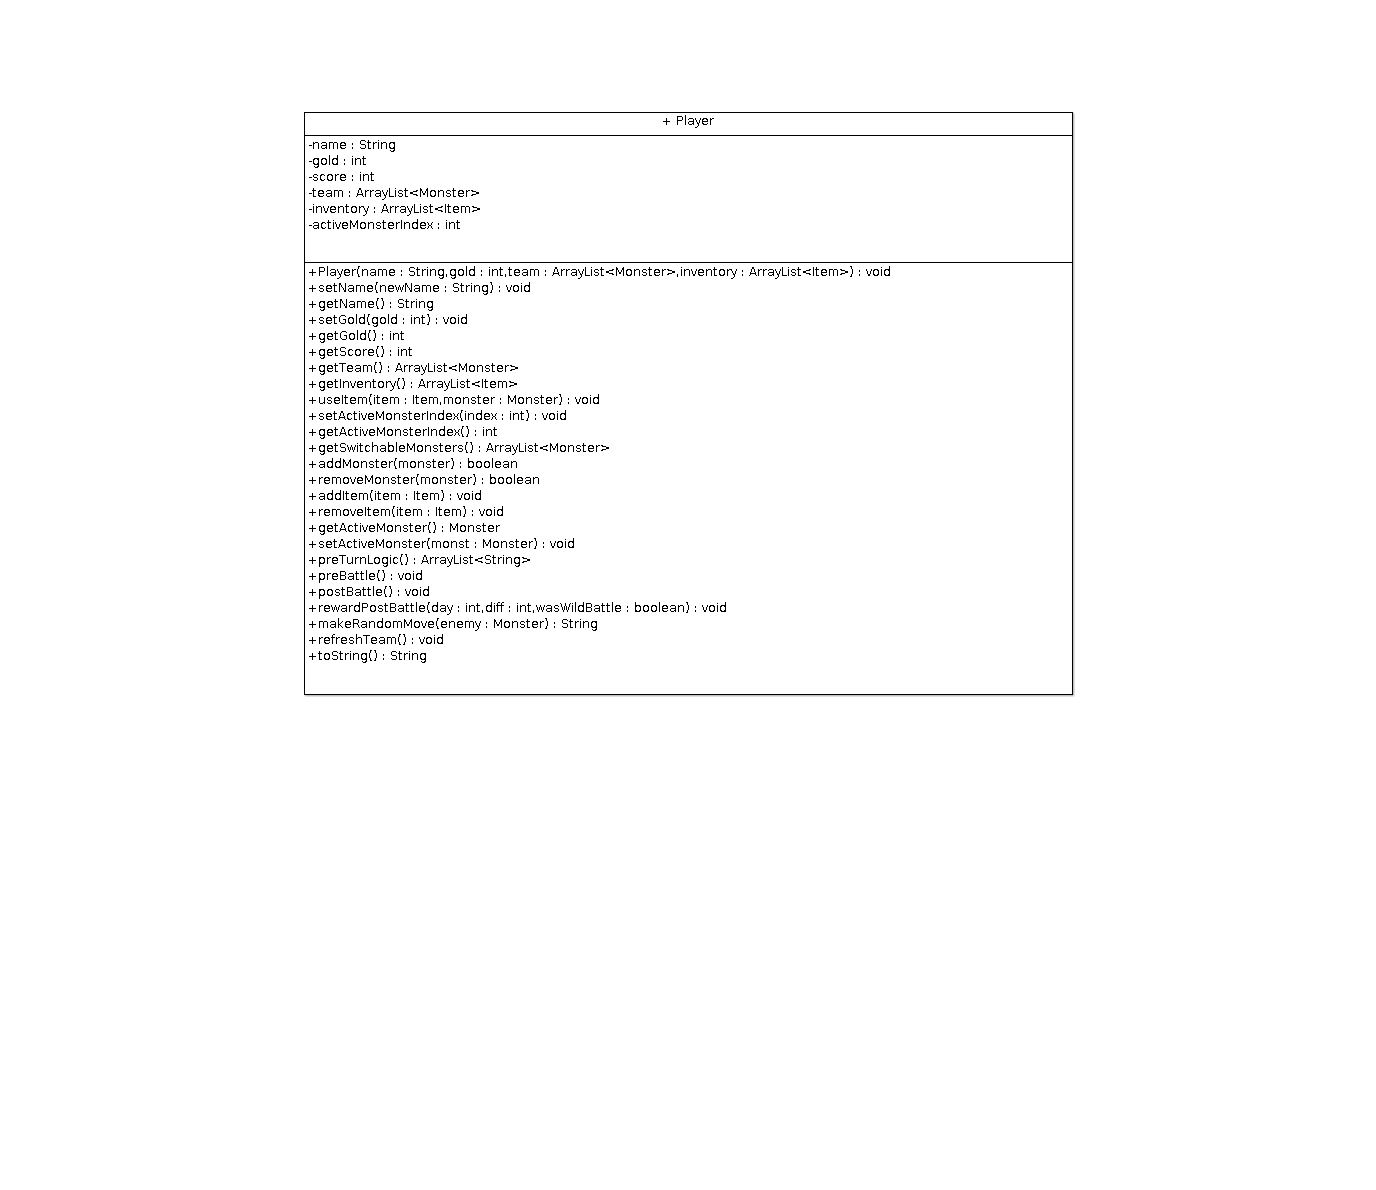 + Player
-name : String
-gold : int
-score : int
-team : ArrayList<Monster>
-inventory : ArrayList<Item>
-activeMonsterIndex : int
+Player(name : String,gold : int,team : ArrayList<Monster>,inventory : ArrayList<Item>) : void
+setName(newName : String) : void
+getName() : String
+setGold(gold : int) : void
+getGold() : int
+getScore() : int
+getTeam() : ArrayList<Monster>
+getInventory() : ArrayList<Item>
+useItem(item : Item,monster : Monster) : void
+setActiveMonsterIndex(index : int) : void
+getActiveMonsterIndex() : int
+getSwitchableMonsters() : ArrayList<Monster>
+addMonster(monster) : boolean
+removeMonster(monster) : boolean
+addItem(item : Item) : void
+removeItem(item : Item) : void
+getActiveMonster() : Monster
+setActiveMonster(monst : Monster) : void
+preTurnLogic() : ArrayList<String>
+preBattle() : void
+postBattle() : void
+rewardPostBattle(day : int,diff : int,wasWildBattle : boolean) : void
+makeRandomMove(enemy : Monster) : String
+refreshTeam() : void
+toString() : String